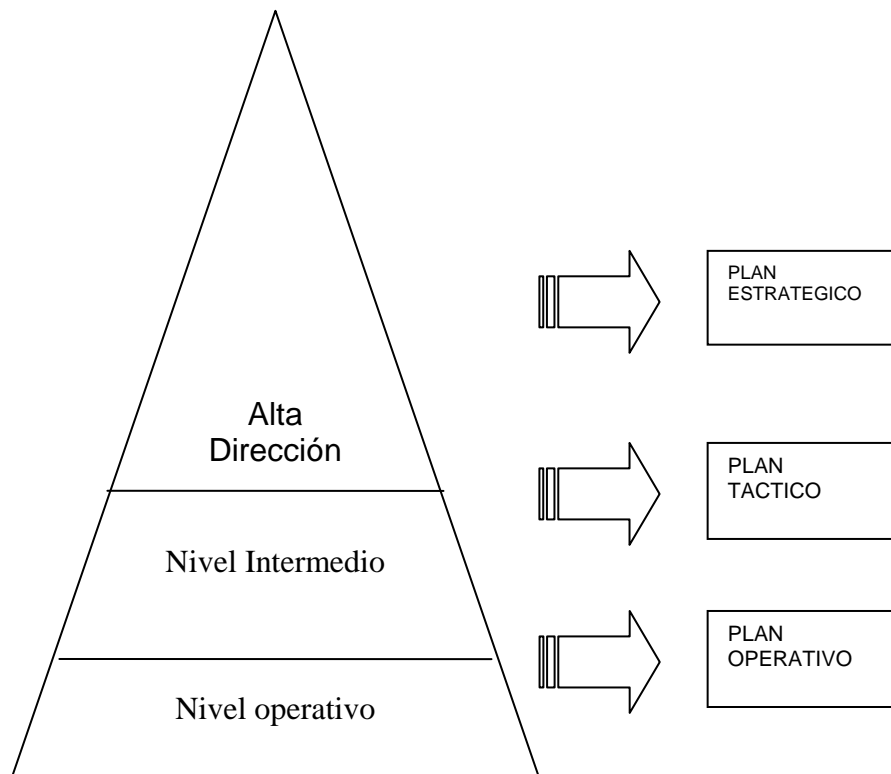 PLAN
ESTRATEGICO
Alta
Dirección
PLAN
TACTICO
Nivel Intermedio
PLAN
OPERATIVO
Nivel operativo